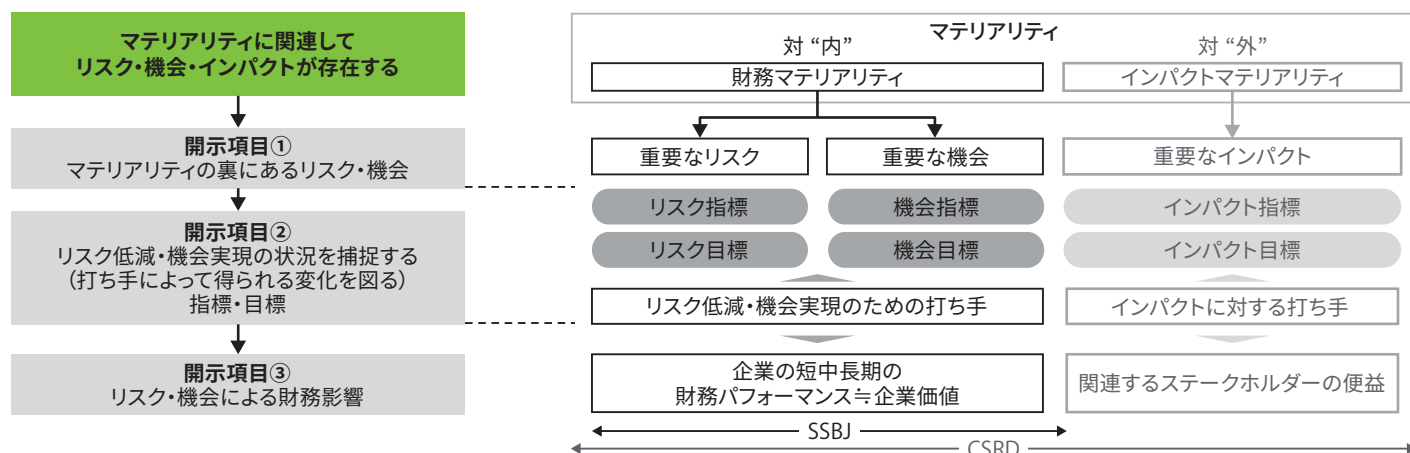 マテリアリティに関連して
リスク・機会・インパクトが存在する
開示項目①
マテリアリティの裏にあるリスク・機会
開示項目②
リスク低減・機会実現の状況を捕捉する
（打ち手によって得られる変化を図る）
指標・目標
開示項目③
リスク・機会による財務影響
マテリアリティ
対 “内”
対 “外”
財務マテリアリティ
インパクトマテリアリティ
重要なリスク
重要な機会
重要なインパクト
リスク指標
機会指標
インパクト指標
リスク目標
機会目標
インパクト目標
リスク低減・機会実現のための打ち手
インパクトに対する打ち手
企業の短中長期の
財務パフォーマンス≒企業価値
関連するステークホルダーの便益
SSBJ
CSRD